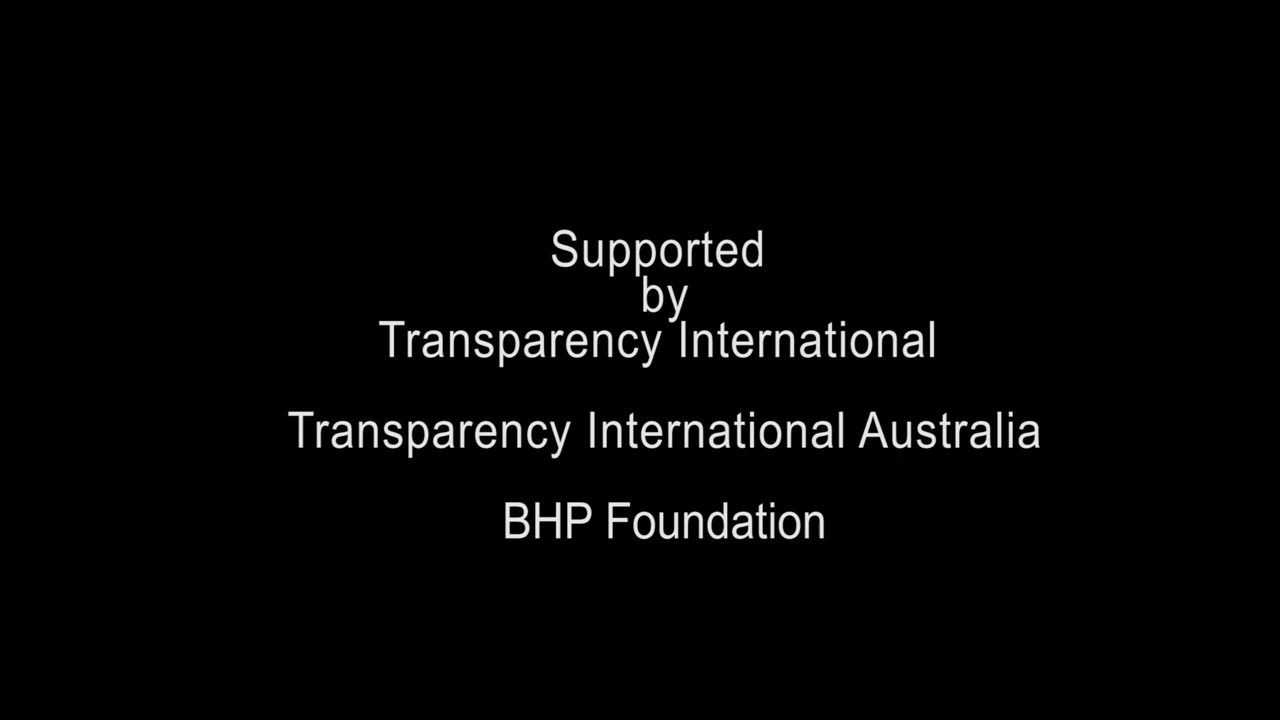 Supported
by
Transparency International
Transparency International Australia
BHP Foundation